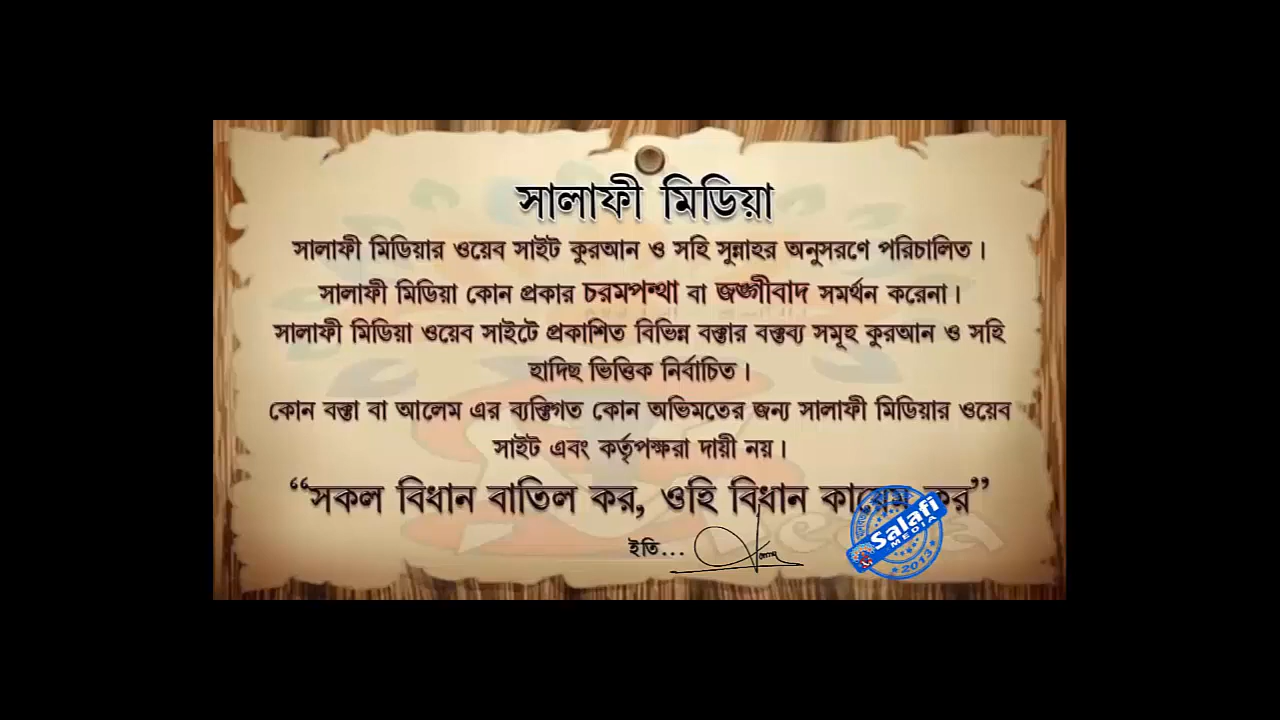 সালাফী মিডিয়া
সালাফী মিডিয়ার ওয়েব সাইট কুরআন ও সহি সুন্নাহর অনুসরণে পরিচালিত।
সালাফী মিডিয়া কোন প্রকার চরমপন্থা বা জঙ্গীবাদ সমর্থন করেনা।
সালাফী মিডিয়া ওয়েব সাইটে প্রকাশিত বিভিন্ন বক্তার বক্তব্য সমূহ কুরআন ও সহি
হাদিছ ভিত্তিক নির্বাচিত।
কোন বক্তা বা আলেম এর ব্যক্তিগত কোন অভিমতের জন্য সালাফী মিডিয়ার ওয়েব
সাইট এবং কর্তৃপক্ষরা দায়ী নয়।
“সকল বিধান বাতিল কর, ওহি বিধান কায়েম কর”
ইতি...
Salafi
MEDIA
2013